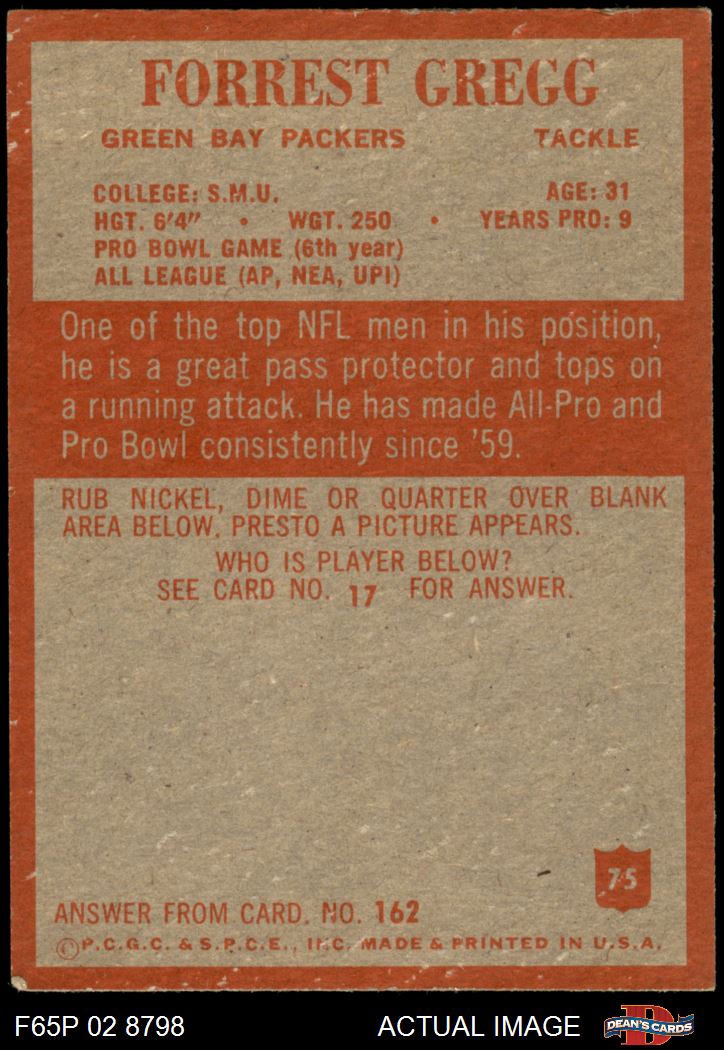 FORREST GREGG
GREEN BAY PACKERS TACKLE
COLLEGE: S.M.U. AGE: 31
HGT. 6'4" • WGT. 250 • YEARS PRO: 9
PRO BOWL GAME (6th year)
ALL LEAGUE (AP, NEA, UPI)
One of the top NFL men in his position,
he is a great pass protector and tops on
a running attack. He has made All-Pro and
Pro Bowl consistently since '59.
RUB NICKEL, DIME OR QUARTER OVER BLANK
AREA BELOW. PRESTO A PICTURE APPEARS.
WHO IS PLAYER BELOW?
SEE CARD NO. 17 FOR ANSWER.
75
ANSWER FROM CARD. NO. 162
©P.C.G.C. & S.P.C.E., INC. MADE & PRINTED IN U.S.A.
F65P 02 8798 ACTUAL IMAGE DEAN'S CARDS